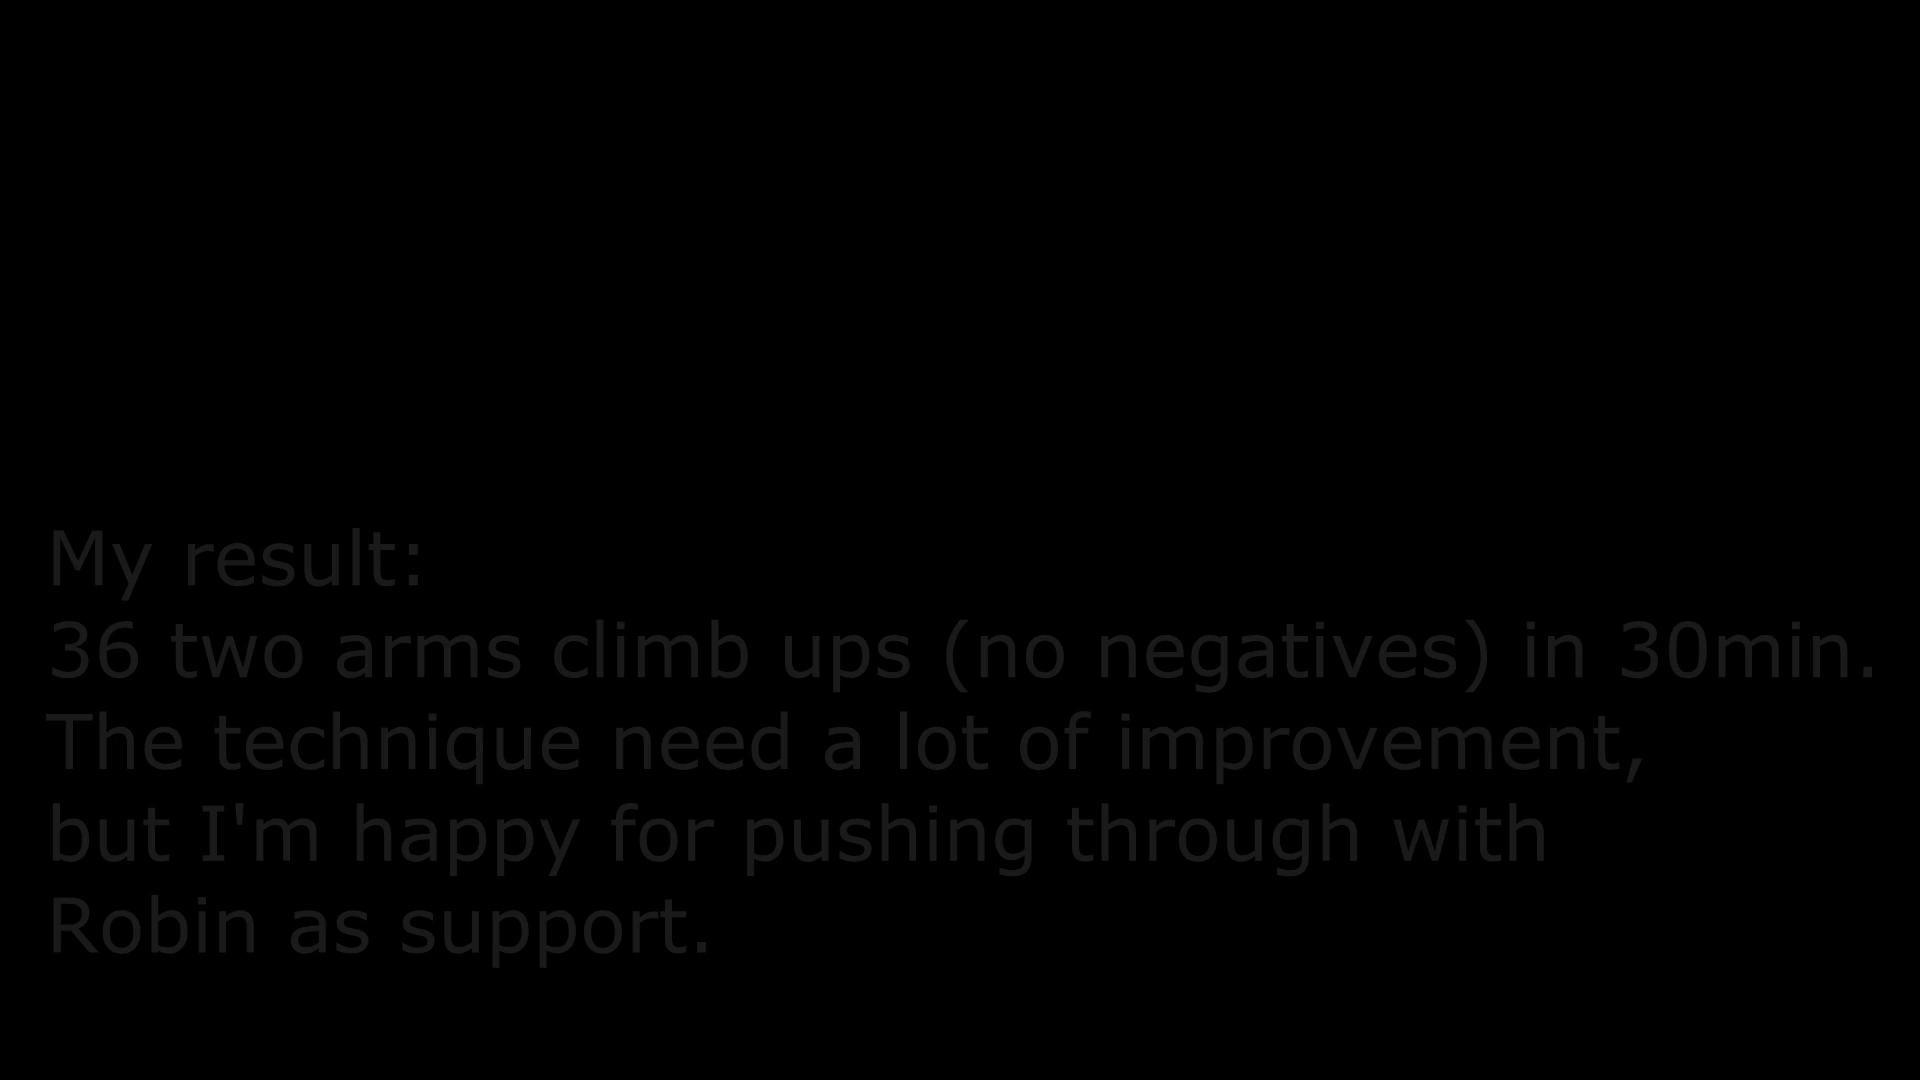 My result:
36 two arms climb ups (no negatives) in 30min.
The technique need a lot of improvement,
but I'm happy for pushing through with
Robin as support.